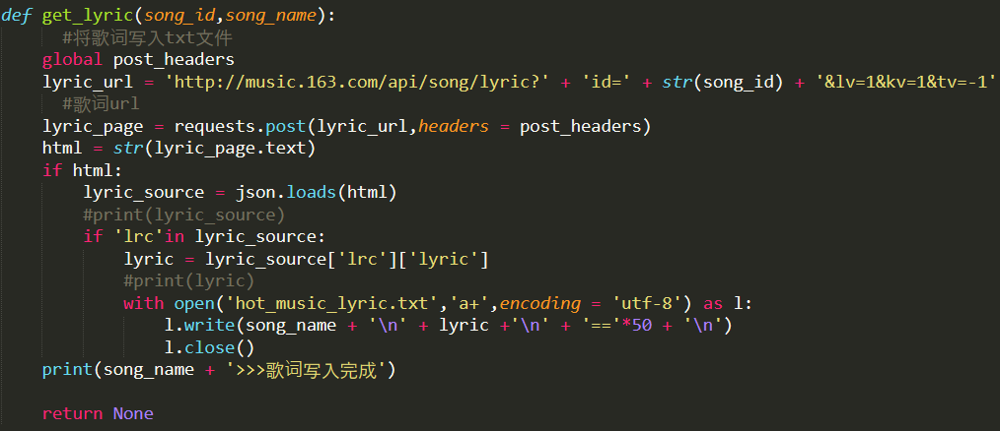 def get_lyric(song_id,song_name):
#将歌词写入txt文件
global post_headers
lyric_url = 'http://music.163.com/api/song/lyric?' + 'id=' + str(song_id) + '&lv=1&kv=1&tv=-1'
#歌词url
lyric_page = requests.post(lyric_url,headers = post_headers)
html = str(lyric_page.text)
if html:
lyric_source = json.loads(html)
#print(lyric_source)
if 'lrc'in lyric_source:
lyric = lyric_source['lrc']['lyric']
#print(lyric)
with open('hot_music_lyric.txt','a+',encoding = 'utf-8') as l:
l.write(song_name + '\n' + lyric +'\n' + '=='*50 + '\n')
l.close()
print(song_name + '>>>歌词写入完成')
return None